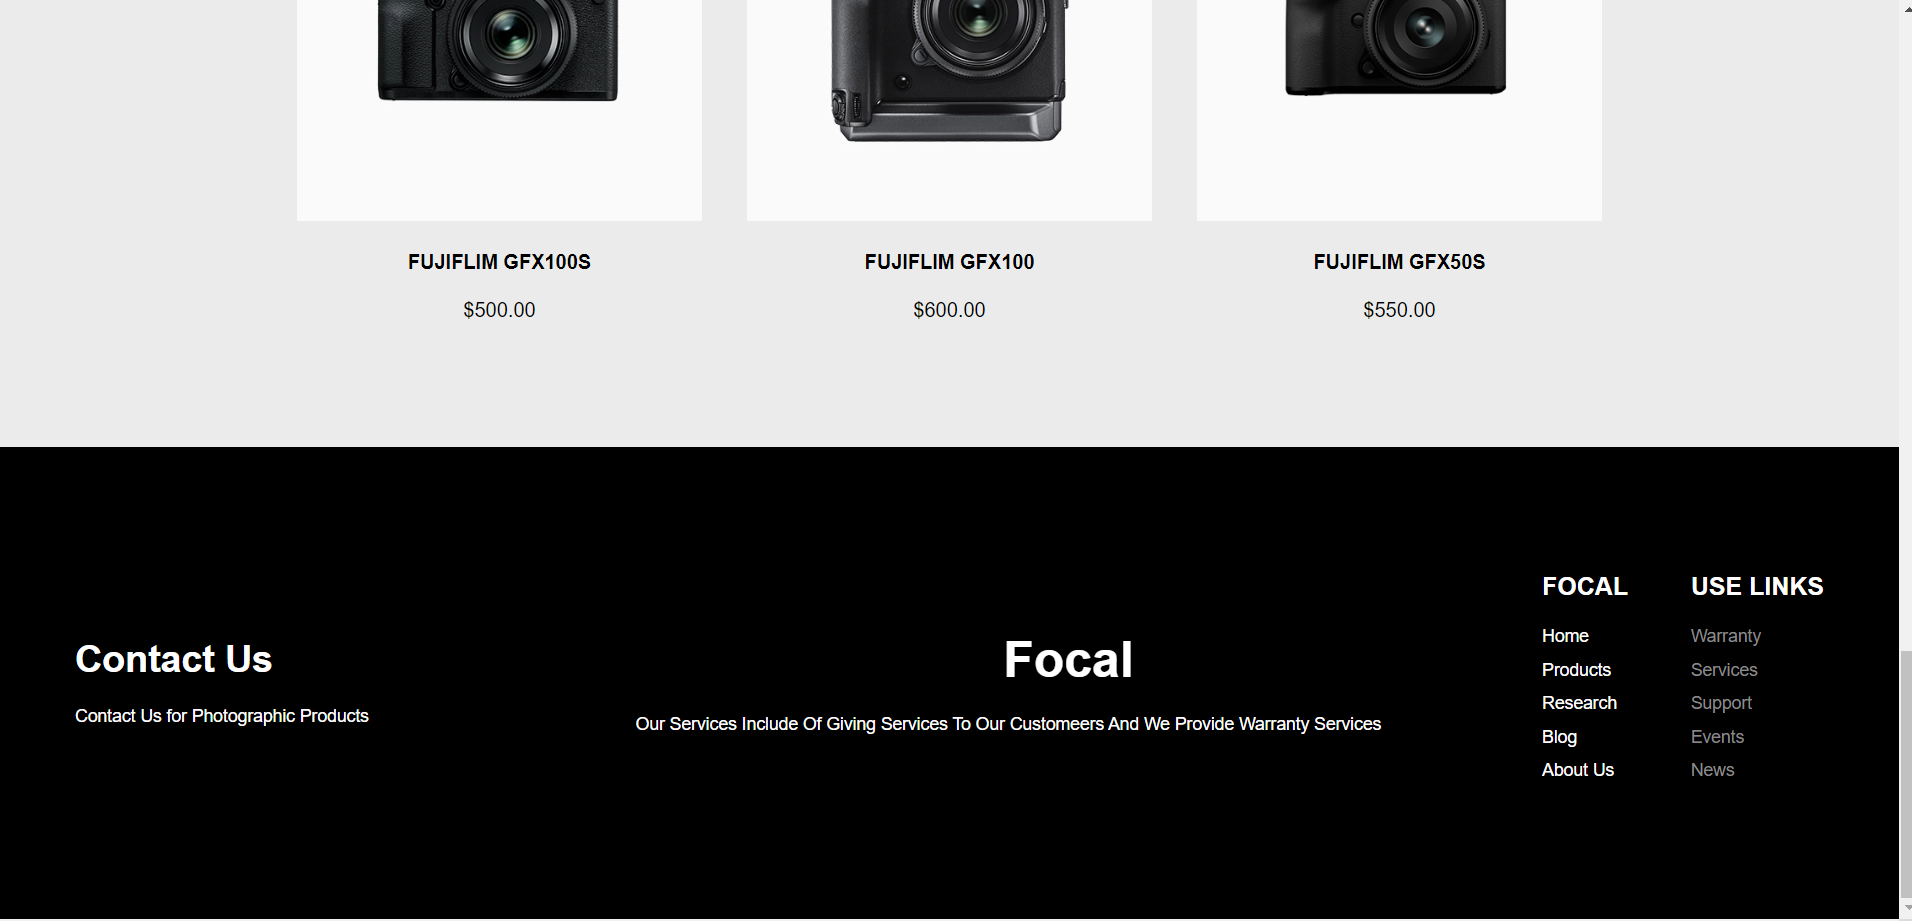 FUJIFLIM GFX100S
$500.00
FUJIFLIM GFX100
$600.00
FUJIFLIM GFX50S
$550.00
Contact Us
Contact Us for Photographic Products
Focal
Our Services Include Of Giving Services To Our Customeers And We Provide Warranty Services
FOCAL
Home
Products
Research
Blog
About Us
USE LINKS
Warranty
Services
Support
Events
News